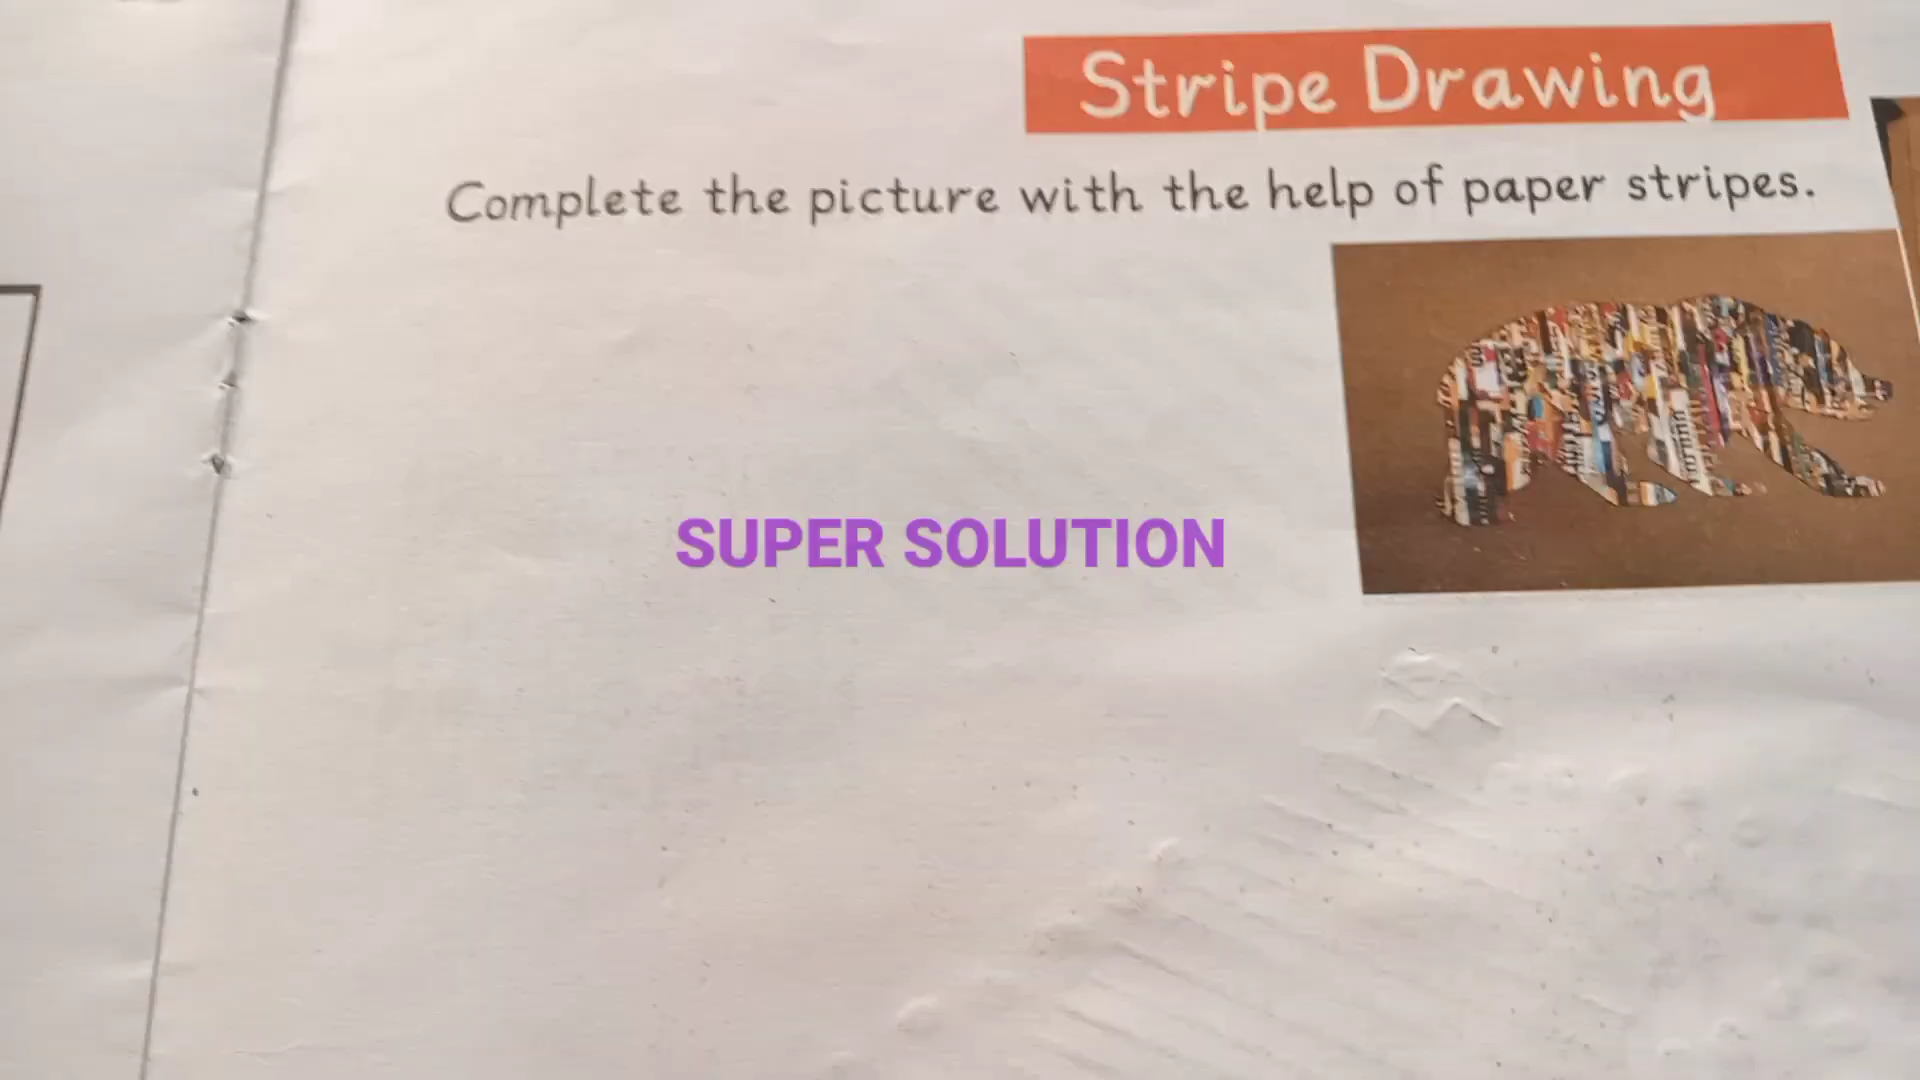 Stripe Drawing
Complete the picture with the help of paper stripes.
SUPER SOLUTION